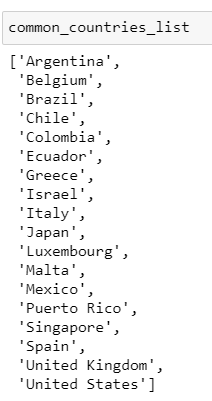 common_countries_list
['Argentina',
'Belgium',
'Brazil',
'Chile',
'Colombia',
'Ecuador',
'Greece',
'Israel',
'Italy',
'Japan',
'Luxembourg',
'Malta',
'Mexico',
'Puerto Rico',
'Singapore',
'Spain',
'United Kingdom',
'United States']